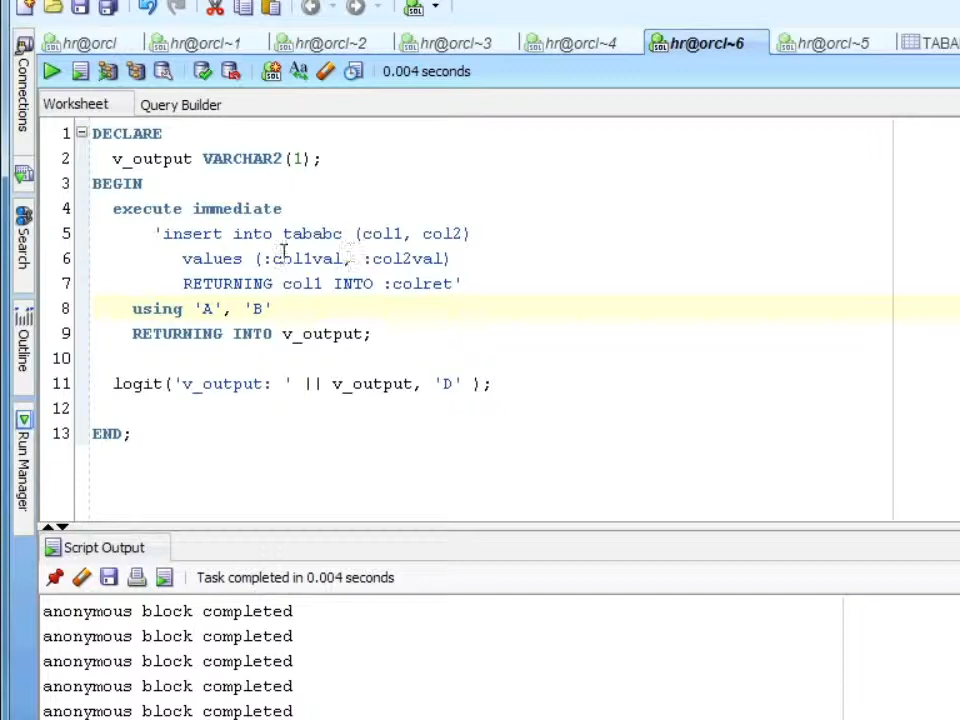 hr@orcl hr@orcl~1 hr@orcl~2 hr@orcl~3 hr@orcl~4 hr@orcl~6 hr@orcl~5 TABA
0.004 seconds
Worksheet Query Builder
Connections
Search
Outline
Run Manager
1 DECLARE
2 v_output VARCHAR2(1);
3 BEGIN
4 execute immediate
5 'insert into tababc (col1, col2)
6 values (:col1val, :col2val)
7 RETURNING col1 INTO :colret'
8 using 'A', 'B'
9 RETURNING INTO v_output;
10
11 logit('v_output: ' || v_output, 'D' );
12
13 END;
Script Output
Task completed in 0.004 seconds
anonymous block completed
anonymous block completed
anonymous block completed
anonymous block completed
anonymous block completed